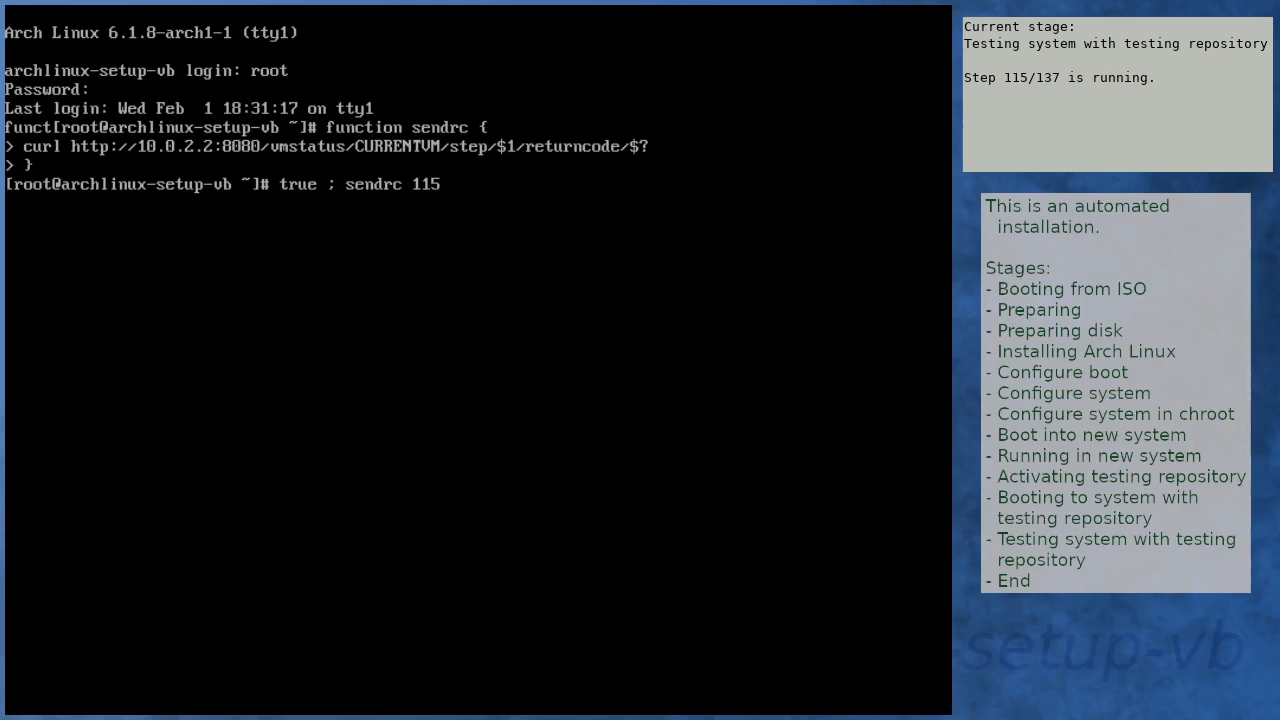 Arch Linux 6.1.8-arch1-1 (tty1)
archlinux-setup-vb login: root
Password:
Last login: Wed Feb  1 18:31:17 on tty1
funct[root@archlinux-setup-vb ~]# function sendrc {
> curl http://10.0.2.2:8080/vmstatus/CURRENTVM/step/$1/returncode/$?
> }
[root@archlinux-setup-vb ~]# true ; sendrc 115
Current stage:
Testing system with testing repository
Step 115/137 is running.
This is an automated
installation.
Stages:
- Booting from ISO
- Preparing
- Preparing disk
- Installing Arch Linux
- Configure boot
- Configure system
- Configure system in chroot
- Boot into new system
- Running in new system
- Activating testing repository
- Booting to system with
testing repository
- Testing system with testing
repository
- End
setup-vb